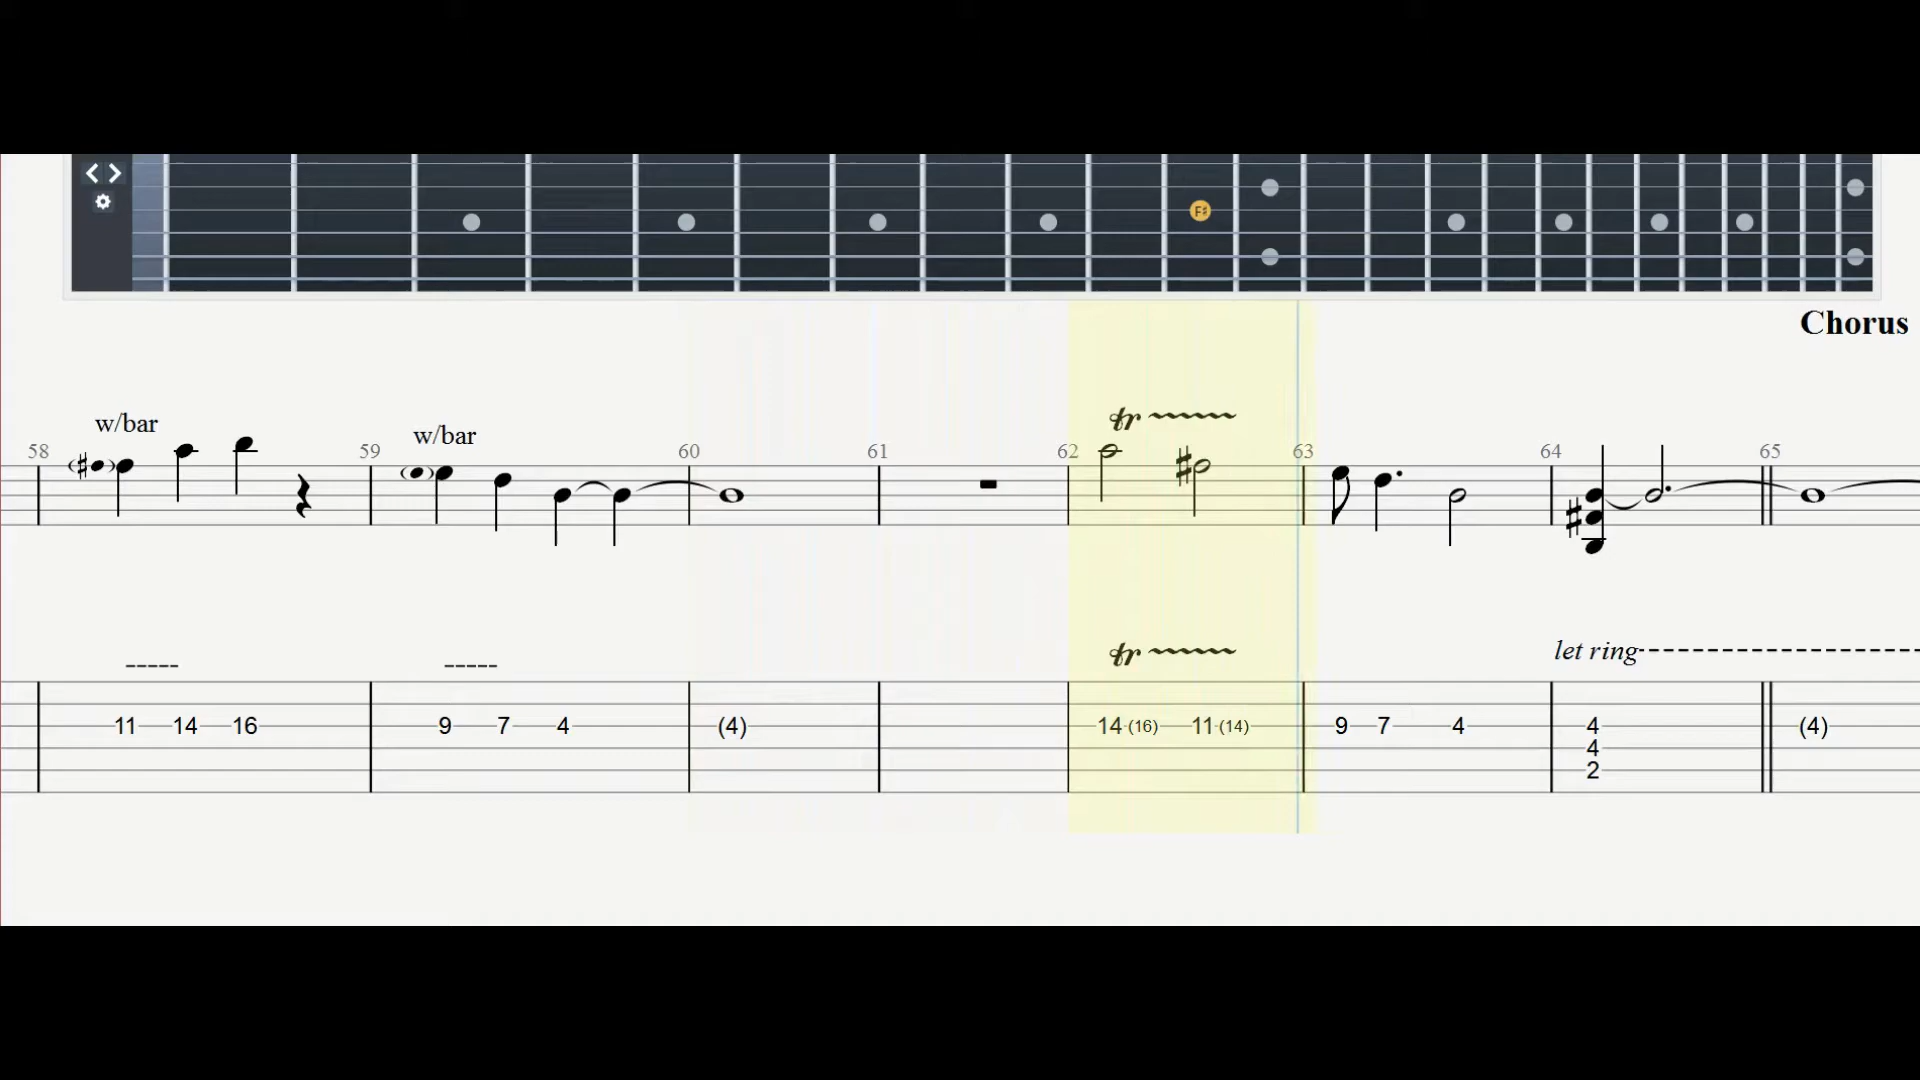 F♯
Chorus
w/bar
w/bar
tr
58 59 60 61 62 63 64 65
tr
let ring
11 14 16 9 7 4 (4) 14 (16) 11 (14) 9 7 4 4 (4)
4
2